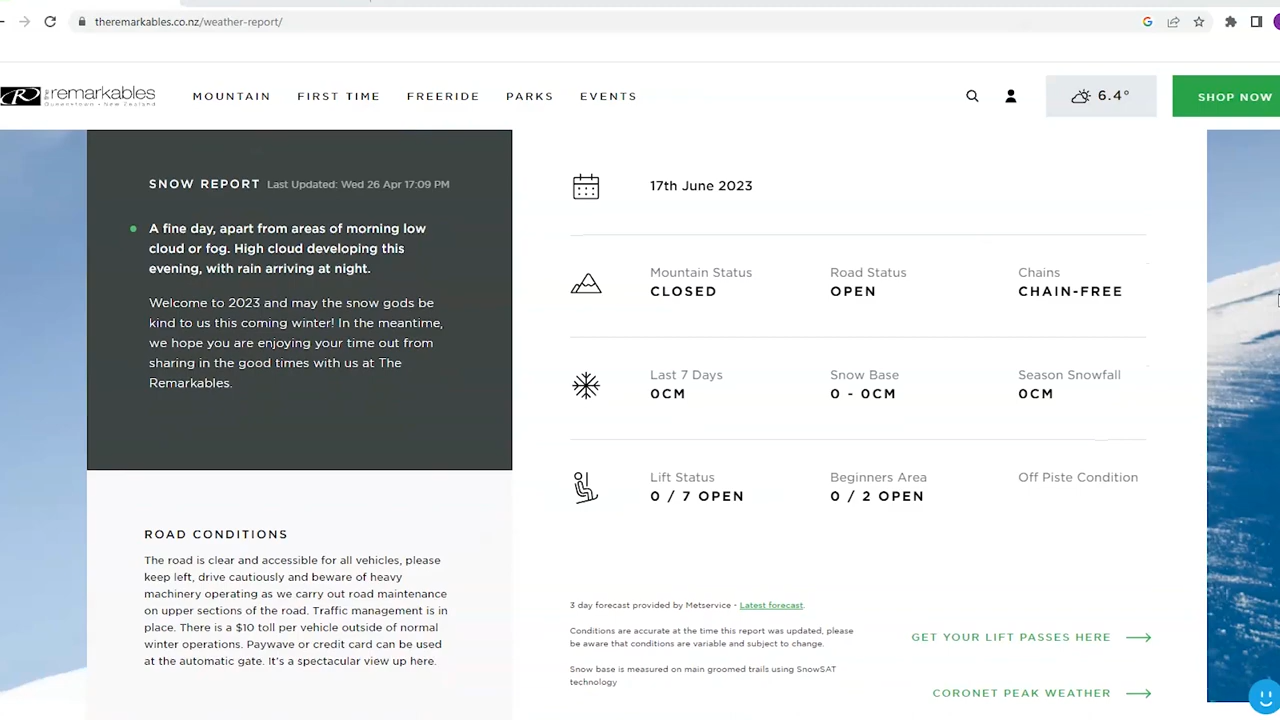 theremarkables.co.nz/weather-report/
the remarkables
Queenstown • New Zealand
MOUNTAIN FIRST TIME FREERIDE PARKS EVENTS
6.4°
SHOP NOW
SNOW REPORT Last Updated: Wed 26 Apr 17:09 PM
A fine day, apart from areas of morning low
cloud or fog. High cloud developing this
evening, with rain arriving at night.
Welcome to 2023 and may the snow gods be
kind to us this coming winter! In the meantime,
we hope you are enjoying your time out from
sharing in the good times with us at The
Remarkables.
ROAD CONDITIONS
The road is clear and accessible for all vehicles, please
keep left, drive cautiously and beware of heavy
machinery operating as we carry out road maintenance
on upper sections of the road. Traffic management is in
place. There is a $10 toll per vehicle outside of normal
winter operations. Paywave or credit card can be used
at the automatic gate. It's a spectacular view up here.
17th June 2023
Mountain Status Road Status Chains
CLOSED OPEN CHAIN-FREE
Last 7 Days Snow Base Season Snowfall
0CM 0 - 0CM 0CM
Lift Status Beginners Area Off Piste Condition
0 / 7 OPEN 0 / 2 OPEN
3 day forecast provided by Metservice - Latest forecast.
Conditions are accurate at the time this report was updated, please
be aware that conditions are variable and subject to change.
Snow base is measured on main groomed trails using SnowSAT
technology
GET YOUR LIFT PASSES HERE
CORONET PEAK WEATHER